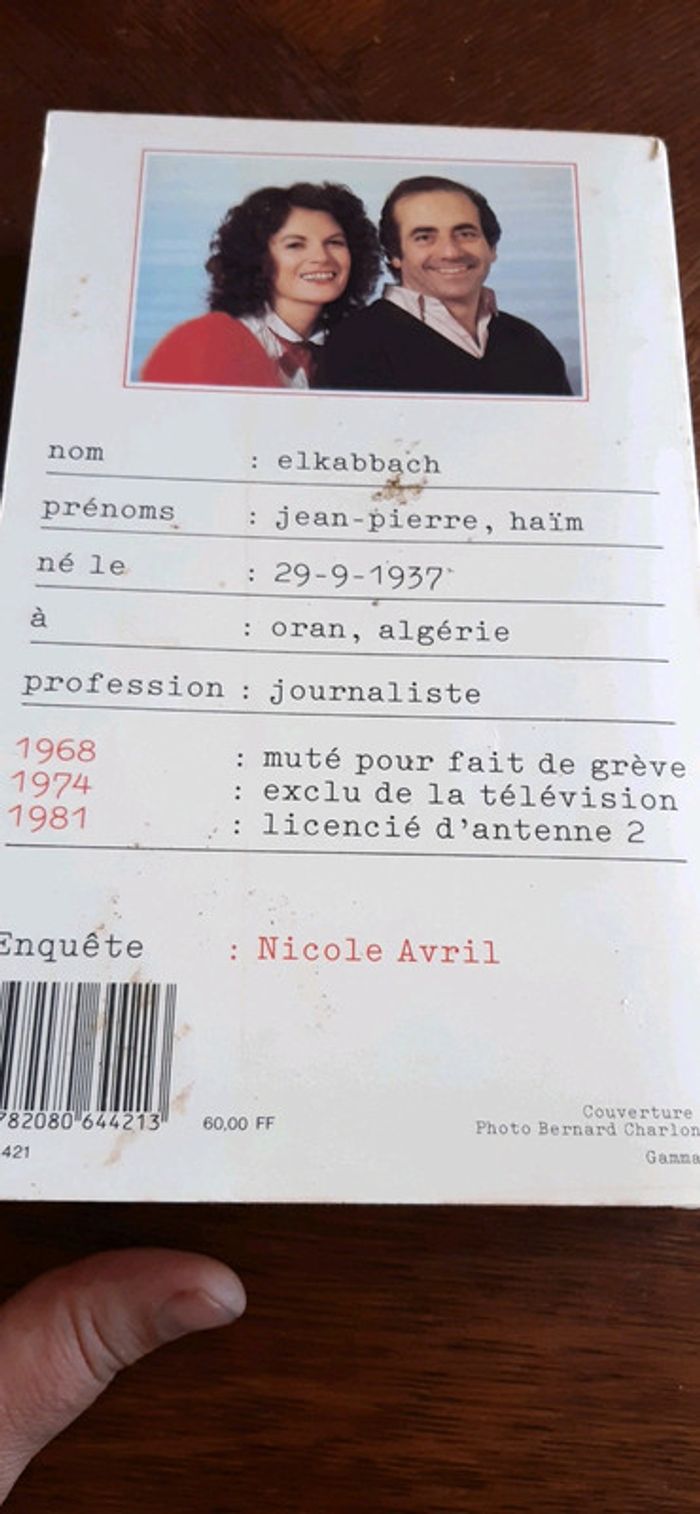 nom : elkabbach
prénoms : jean-pierre, haïm
né le : 29-9-1937
à : oran, algérie
profession : journaliste
1968 : muté pour fait de grève
1974 : exclu de la télévision
1981 : licencié d'antenne 2
Enquête : Nicole Avril
782080 644213
60,00 FF
421
Couverture
Photo Bernard Charlon
Gamma